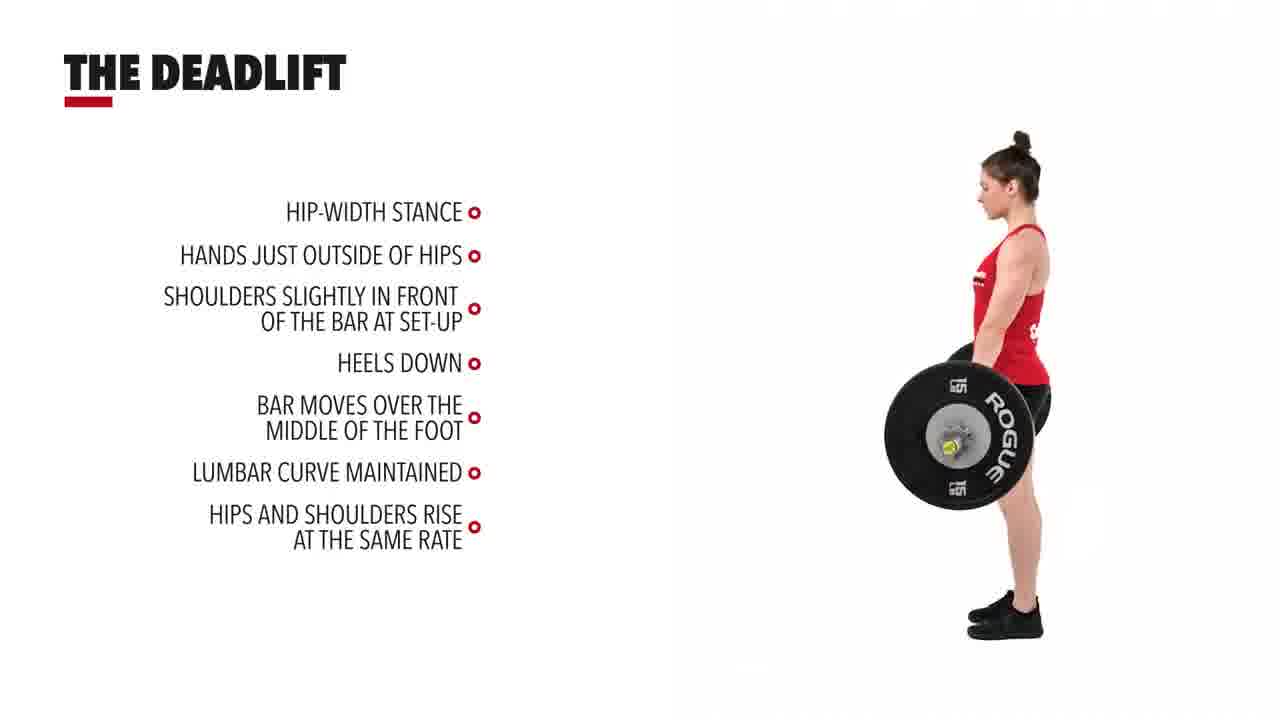 THE DEADLIFT
HIP-WIDTH STANCE
HANDS JUST OUTSIDE OF HIPS
SHOULDERS SLIGHTLY IN FRONT
OF THE BAR AT SET-UP
HEELS DOWN
BAR MOVES OVER THE
MIDDLE OF THE FOOT
LUMBAR CURVE MAINTAINED
HIPS AND SHOULDERS RISE
AT THE SAME RATE
15
ROGUE
15